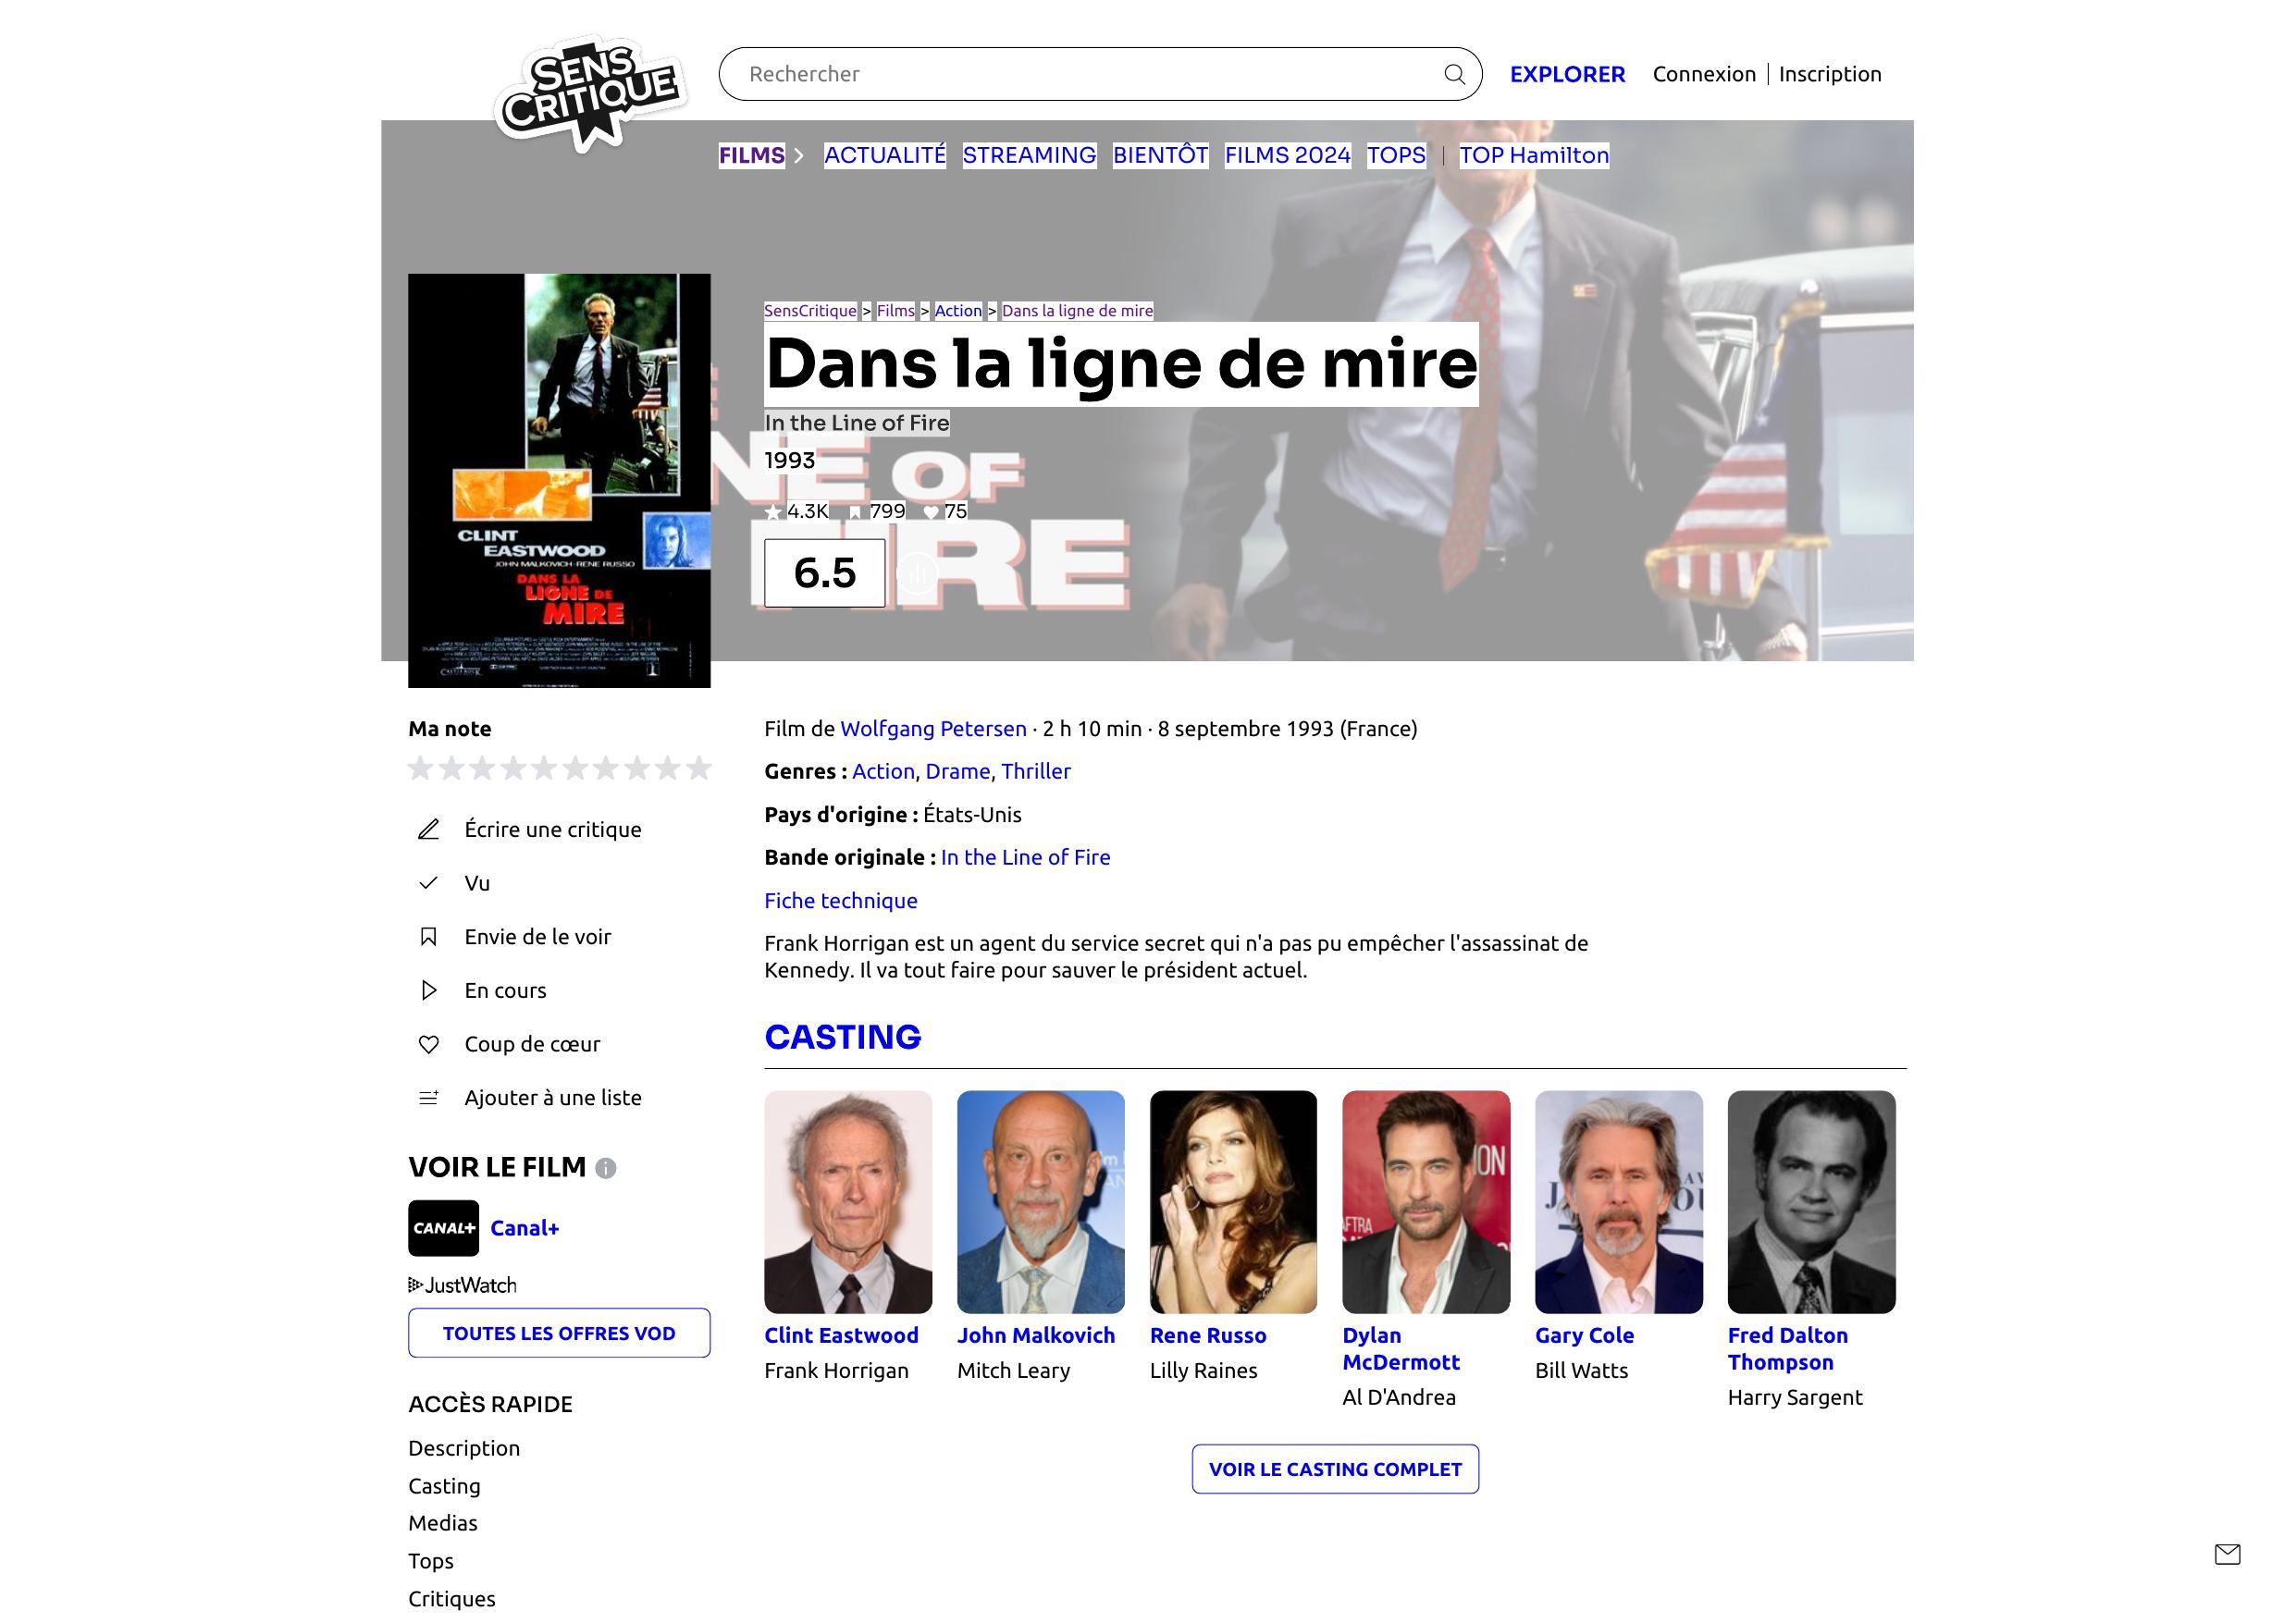 SENS
CRITIQUE
Rechercher
EXPLORER
Connexion | Inscription
FILMS
ACTUALITÉ
STREAMING
BIENTÔT
FILMS 2024
TOPS
|
TOP Hamilton
SensCritique > Films > Action > Dans la ligne de mire
Dans la ligne de mire
In the Line of Fire
1993
4.3K
799
75
6.5
OF
CLINT
EASTWOOD
JOHN MALKOVICH · RENE RUSSO
DANS LA
LIGNE DE
MIRE
Ma note
Écrire une critique
Vu
Envie de le voir
En cours
Coup de cœur
Ajouter à une liste
VOIR LE FILM
CANAL+
Canal+
JustWatch
TOUTES LES OFFRES VOD
ACCÈS RAPIDE
Description
Casting
Medias
Tops
Critiques
Film de Wolfgang Petersen · 2 h 10 min · 8 septembre 1993 (France)
Genres : Action, Drame, Thriller
Pays d'origine : États-Unis
Bande originale : In the Line of Fire
Fiche technique
Frank Horrigan est un agent du service secret qui n'a pas pu empêcher l'assassinat de
Kennedy. Il va tout faire pour sauver le président actuel.
CASTING
Clint Eastwood
Frank Horrigan
John Malkovich
Mitch Leary
Rene Russo
Lilly Raines
Dylan
McDermott
Al D'Andrea
Gary Cole
Bill Watts
Fred Dalton
Thompson
Harry Sargent
VOIR LE CASTING COMPLET